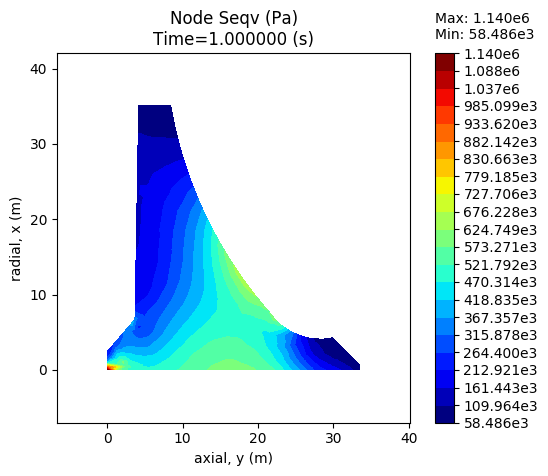 Node Seqv (Pa)
Time=1.000000 (s)
Max: 1.140e6
Min: 58.486e3
40
30
20
10
0
radial, x (m)
0
10
20
30
40
axial, y (m)
1.140e6
1.088e6
1.037e6
985.099e3
933.620e3
882.142e3
830.663e3
779.185e3
727.706e3
676.228e3
624.749e3
573.271e3
521.792e3
470.314e3
418.835e3
367.357e3
315.878e3
264.400e3
212.921e3
161.443e3
109.964e3
58.486e3